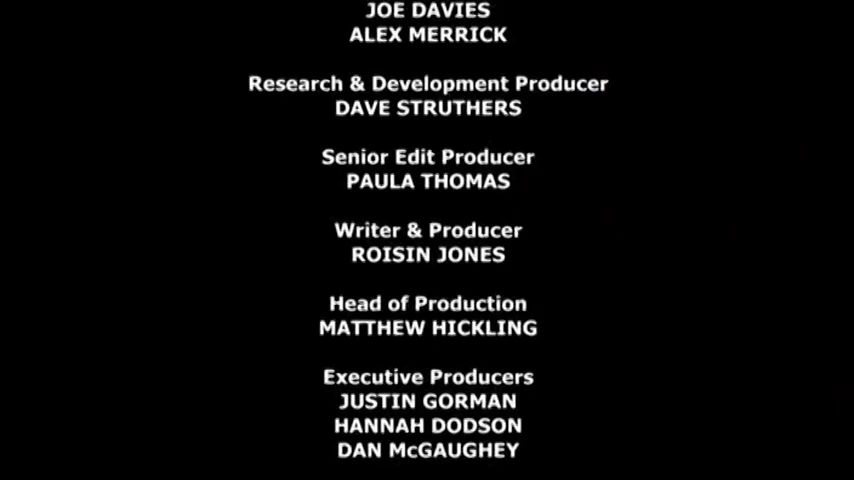 JOE DAVIES
ALEX MERRICK
Research & Development Producer
DAVE STRUTHERS
Senior Edit Producer
PAULA THOMAS
Writer & Producer
ROISIN JONES
Head of Production
MATTHEW HICKLING
Executive Producers
JUSTIN GORMAN
HANNAH DODSON
DAN McGAUGHEY